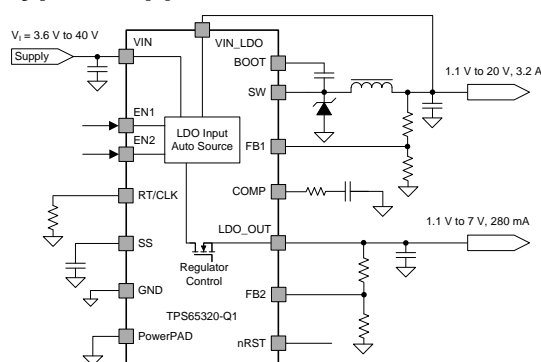 V_I = 3.6 V to 40 V
Supply
VIN
VIN_LDO
BOOT
SW
1.1 V to 20 V, 3.2 A
EN1
EN2
LDO Input
Auto Source
FB1
RT/CLK
COMP
LDO_OUT
1.1 V to 7 V, 280 mA
SS
Regulator
Control
GND
FB2
TPS65320-Q1
PowerPAD
nRST